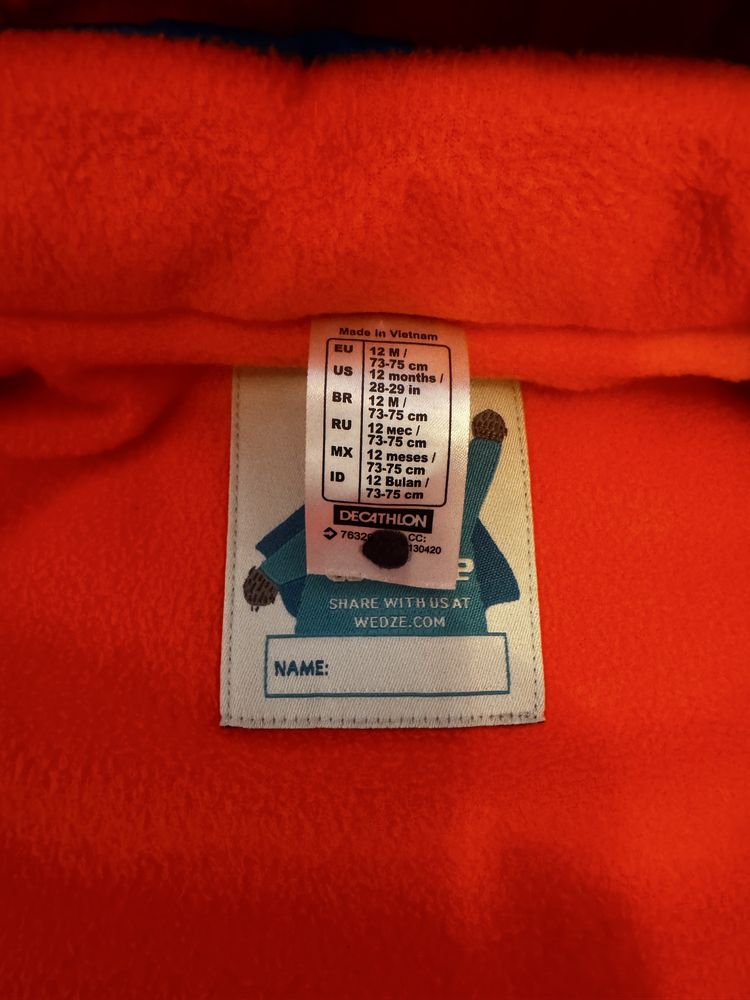 Made in Vietnam
EU 12 M /
73-75 cm
US 12 months /
28-29 in
BR 12 M /
73-75 cm
RU 12 мес /
73-75 cm
MX 12 meses /
73-75 cm
ID 12 Bulan /
73-75 cm
DECATHLON
CC:
130420
SHARE WITH US AT
WEDZE.COM
NAME: